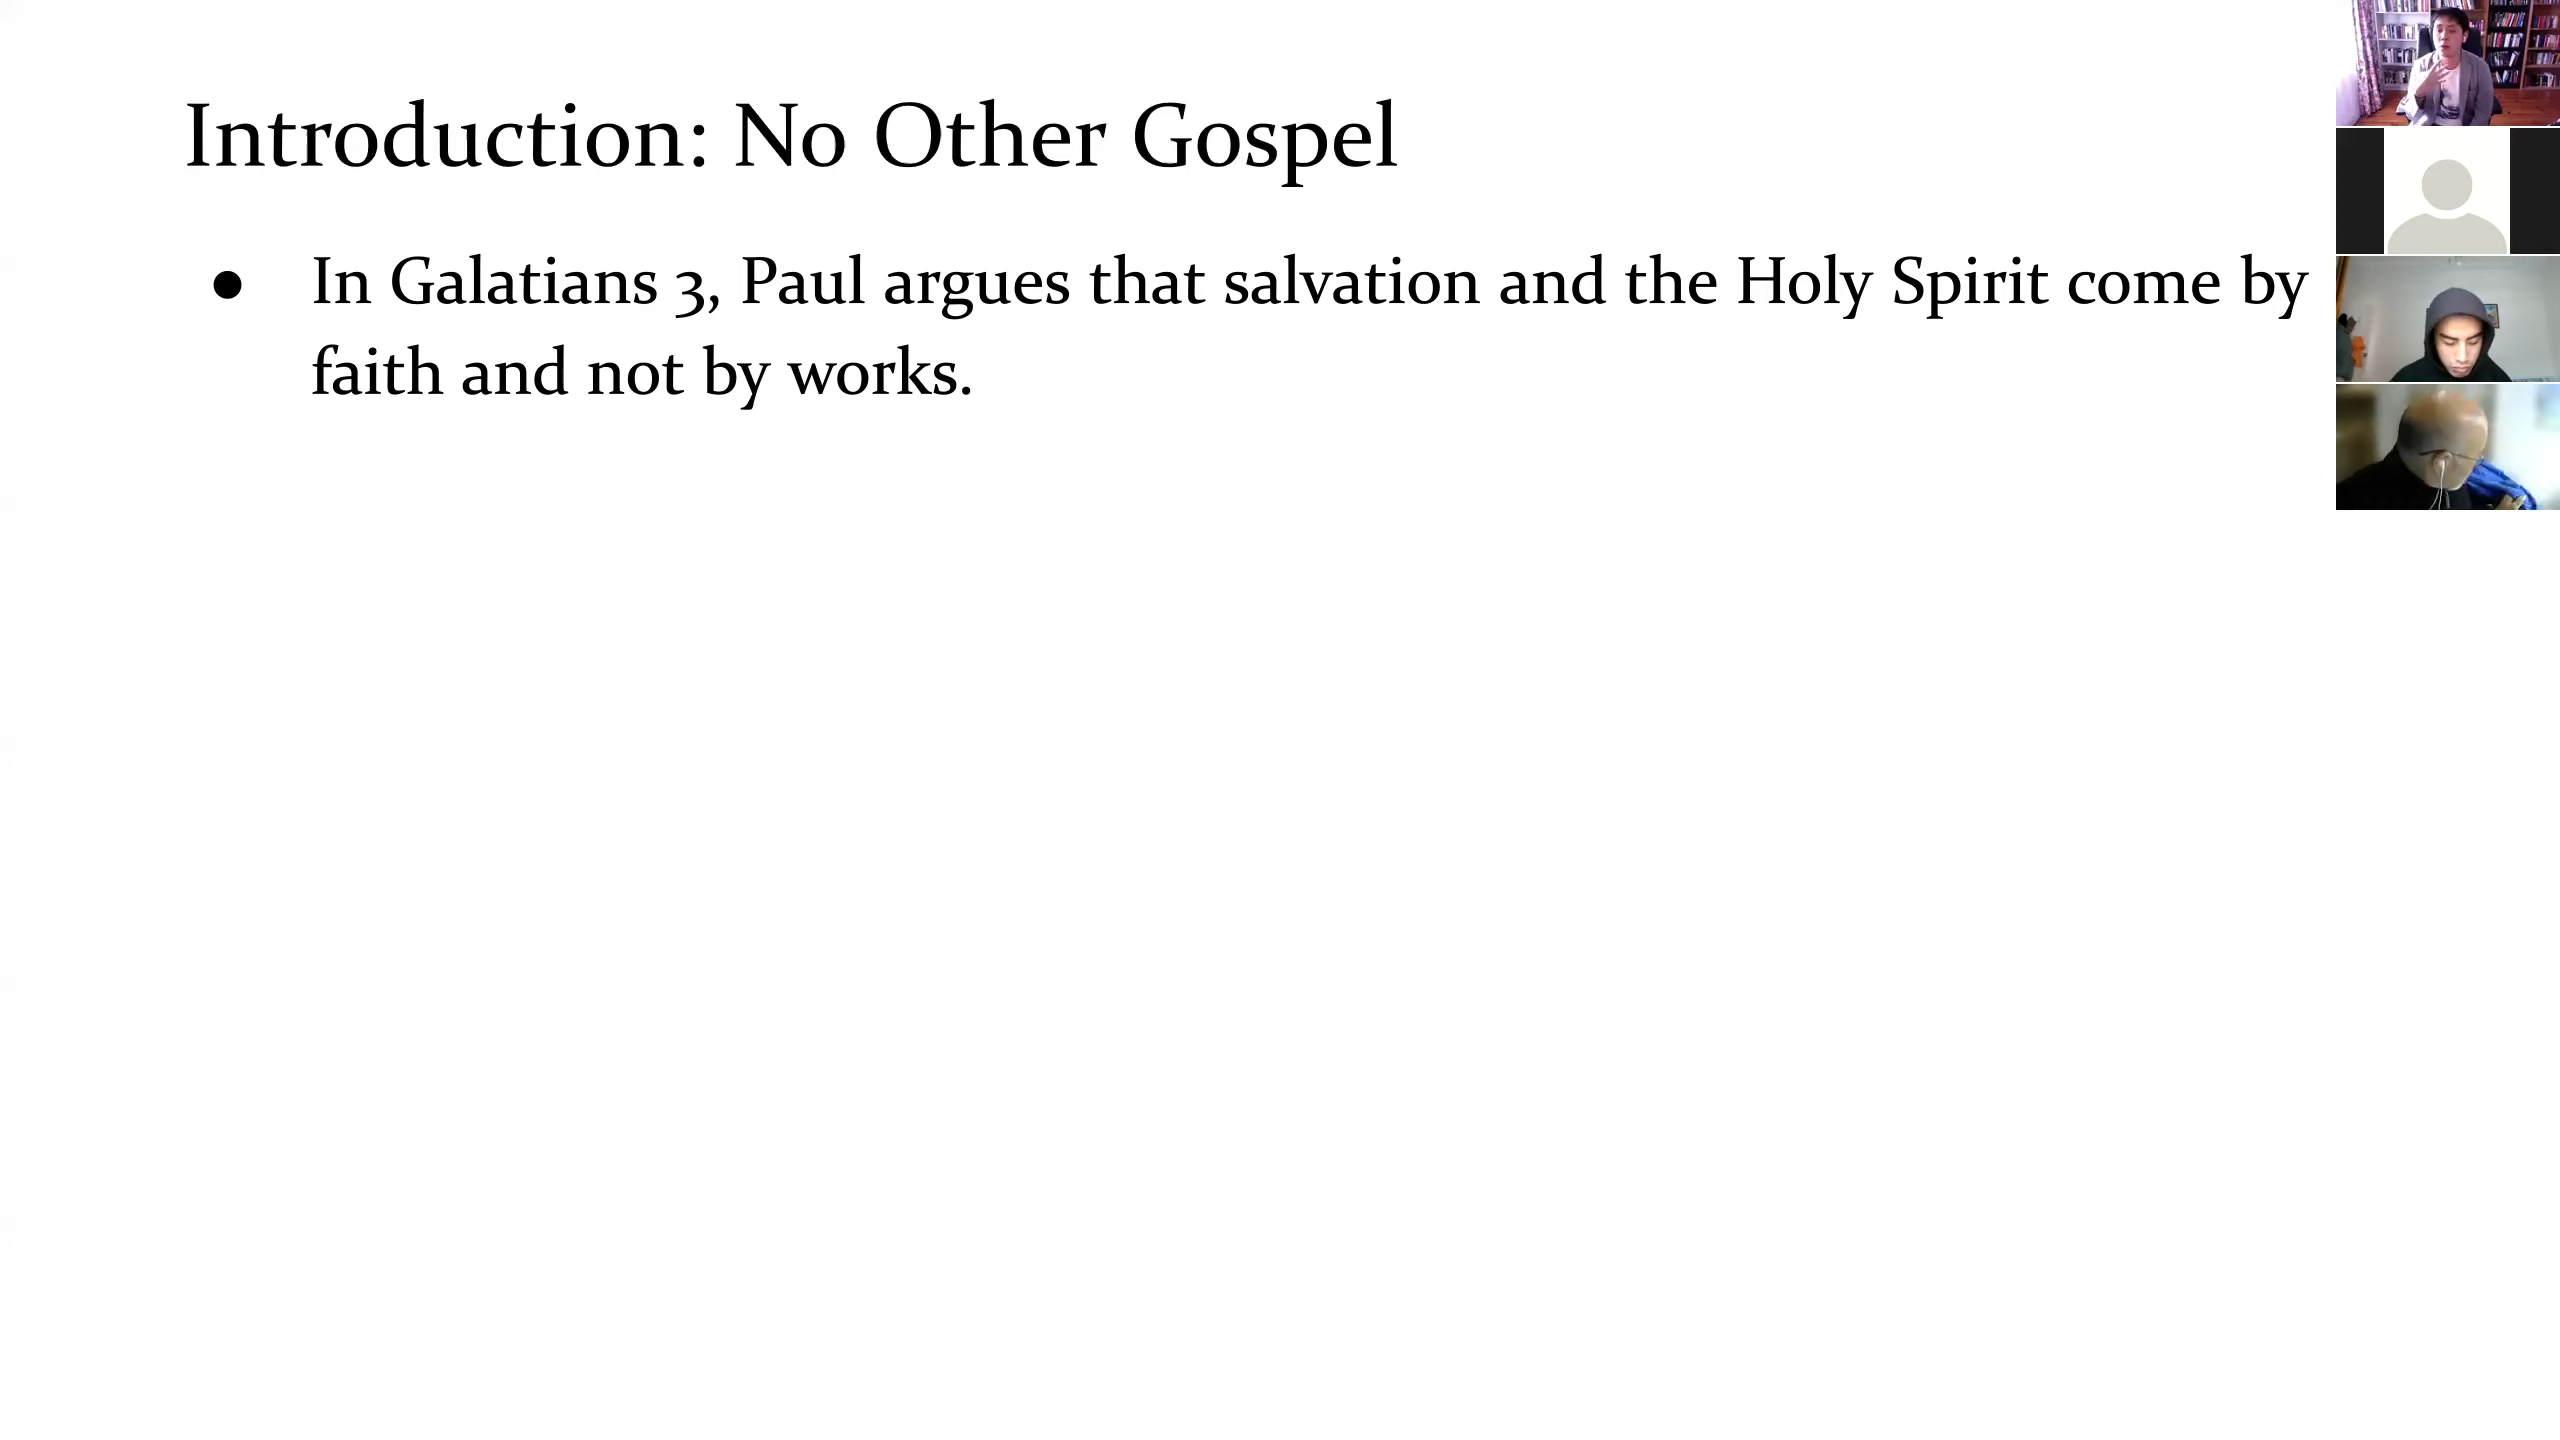 Introduction: No Other Gospel
● In Galatians 3, Paul argues that salvation and the Holy Spirit come by
faith and not by works.